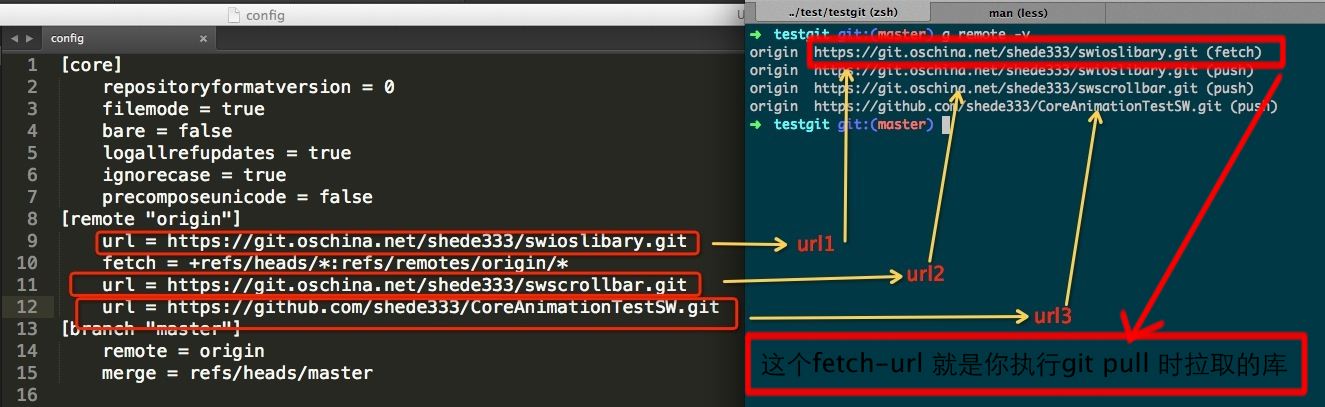 config
U
config ×
1 [core]
2 repositoryformatversion = 0
3 filemode = true
4 bare = false
5 logallrefupdates = true
6 ignorecase = true
7 precomposeunicode = false
8 [remote "origin"]
9 url = https://git.oschina.net/shede333/swioslibary.git
10 fetch = +refs/heads/*:refs/remotes/origin/*
11 url = https://git.oschina.net/shede333/swscrollbar.git
12 url = https://github.com/shede333/CoreAnimationTestSW.git
13 [branch "master"]
14 remote = origin
15 merge = refs/heads/master
16
../test/testgit (zsh)
man (less)
➜ testgit git:(master) g remote -v
origin https://git.oschina.net/shede333/swioslibary.git (fetch)
origin https://git.oschina.net/shede333/swioslibary.git (push)
origin https://git.oschina.net/shede333/swscrollbar.git (push)
origin https://github.com/shede333/CoreAnimationTestSW.git (push)
➜ testgit git:(master)
url1
url2
url3
这个fetch-url 就是你执行git pull 时拉取的库